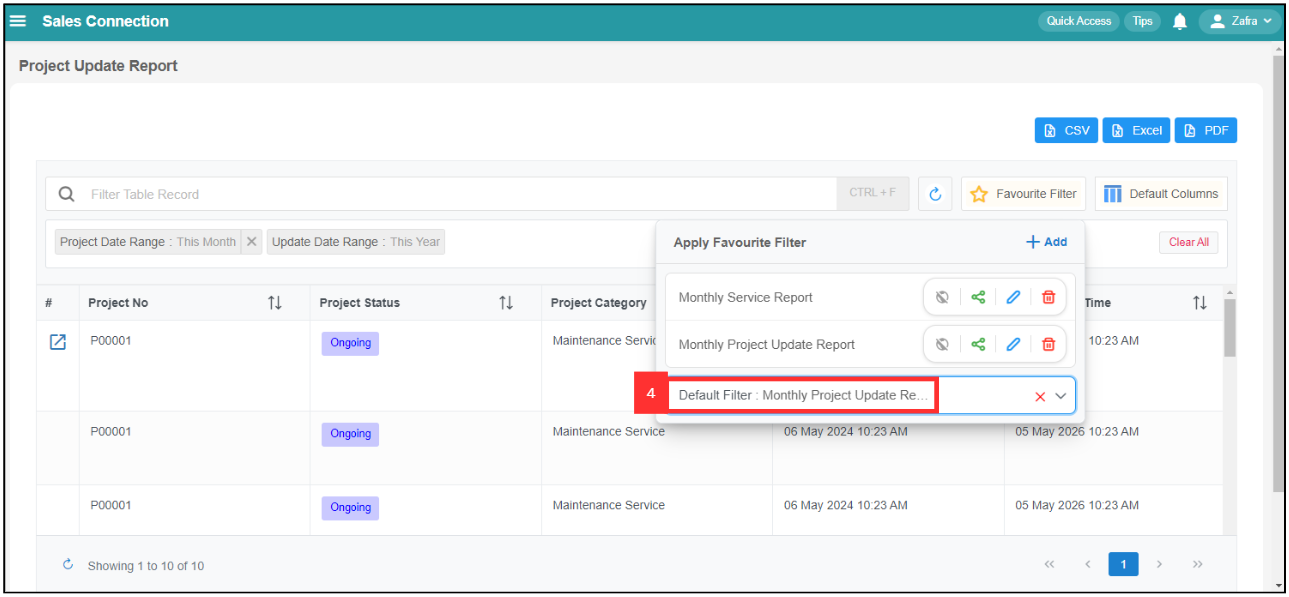 Sales Connection
Quick Access
Tips
Zafra
Project Update Report
CSV
Excel
PDF
Filter Table Record
CTRL + F
Favourite Filter
Default Columns
Project Date Range : This Month
Update Date Range : This Year
Clear All
Apply Favourite Filter
Add
Monthly Service Report
Monthly Project Update Report
4
Default Filter : Monthly Project Update Re...
# Project No Project Status Project Category Time
P00001 Ongoing Maintenance Servic 10:23 AM
P00001 Ongoing Maintenance Service 06 May 2024 10:23 AM 05 May 2026 10:23 AM
P00001 Ongoing Maintenance Service 06 May 2024 10:23 AM 05 May 2026 10:23 AM
Showing 1 to 10 of 10
<< < 1 > >>